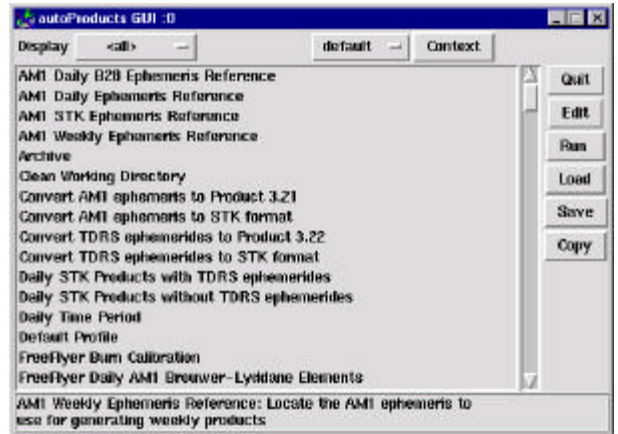 autoProducts GUI :0
Display <all> default Context
AM1 Daily B28 Ephemeris Reference
AM1 Daily Ephemeris Reference
AM1 STK Ephemeris Reference
AM1 Weekly Ephemeris Reference
Archive
Clean Working Directory
Convert AM1 ephemeris to Product 3.21
Convert AM1 ephemeris to STK format
Convert TDRS ephemerides to Product 3.22
Convert TDRS ephemerides to STK format
Daily STK Products with TDRS ephemerides
Daily STK Products without TDRS ephemerides
Daily Time Period
Default Profile
FreeFlyer Burn Calibration
FreeFlyer Daily AM1 Brouwer-Lyddane Elements
Quit
Edit
Run
Load
Save
Copy
AM1 Weekly Ephemeris Reference: Locate the AM1 ephemeris to
use for generating weekly products